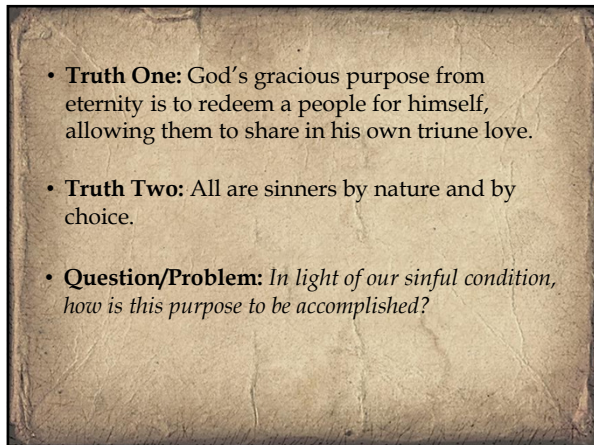 • Truth One: God's gracious purpose from
eternity is to redeem a people for himself,
allowing them to share in his own triune love.
• Truth Two: All are sinners by nature and by
choice.
• Question/Problem: In light of our sinful condition,
how is this purpose to be accomplished?